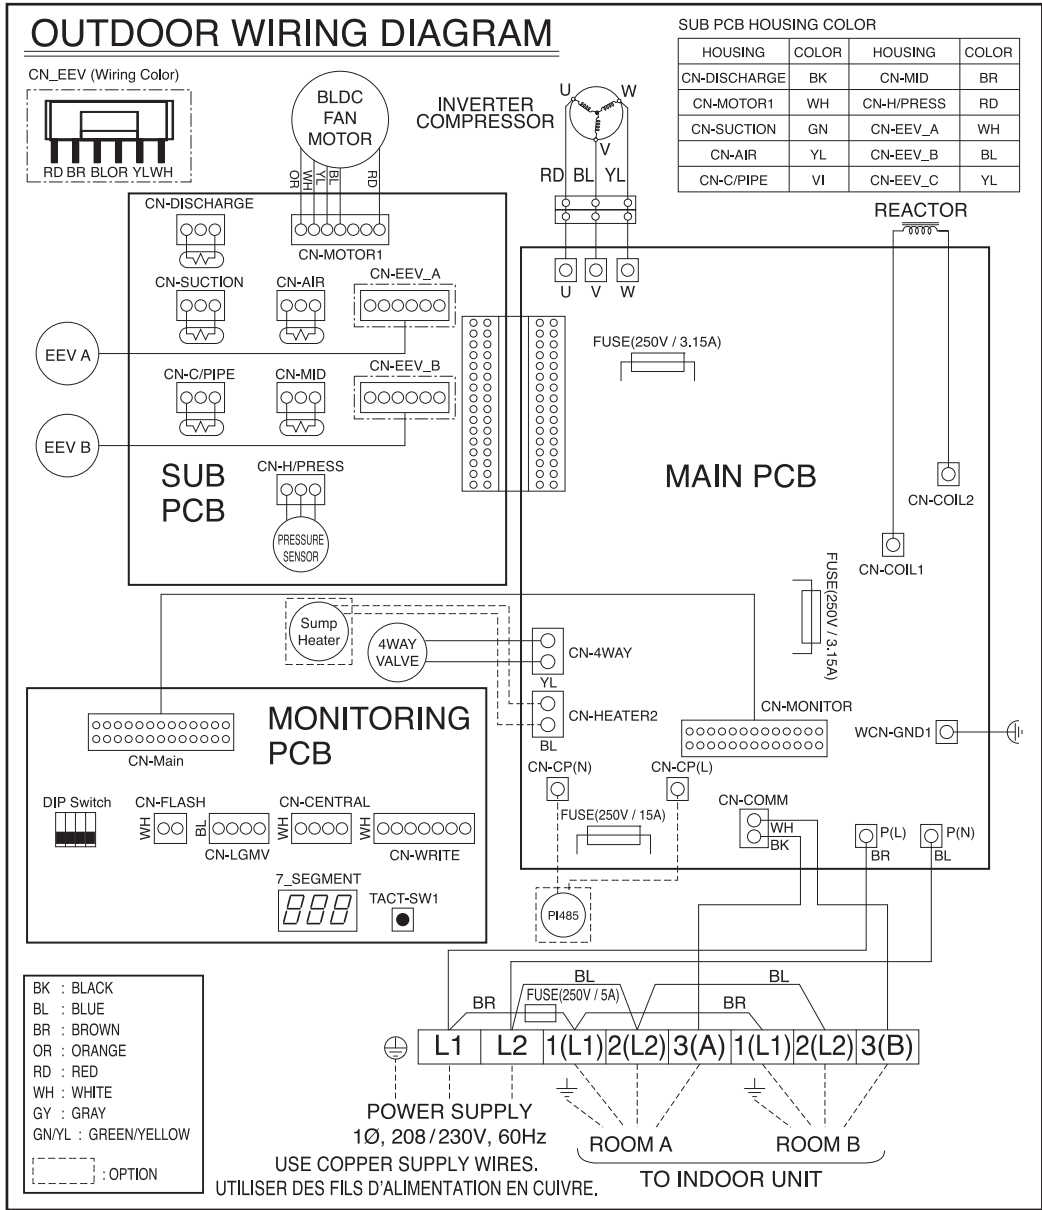 OUTDOOR WIRING DIAGRAM
SUB PCB HOUSING COLOR
HOUSING COLOR HOUSING COLOR
CN-DISCHARGE BK CN-MID BR
CN-MOTOR1 WH CN-H/PRESS RD
CN-SUCTION GN CN-EEV_A WH
CN-AIR YL CN-EEV_B BL
CN-C/PIPE VI CN-EEV_C YL
CN_EEV (Wiring Color)
RD BR BLOR YLWH
BLDC
FAN
MOTOR
OR WH YL BL RD
INVERTER
COMPRESSOR
U W
V
RD BL YL
U V W
REACTOR
CN-DISCHARGE
CN-MOTOR1
CN-SUCTION CN-AIR CN-EEV_A
EEV A
CN-C/PIPE CN-MID CN-EEV_B
EEV B
SUB
PCB
CN-H/PRESS
PRESSURE
SENSOR
FUSE(250V / 3.15A)
MAIN PCB
CN-COIL2
CN-COIL1
FUSE(250V / 3.15A)
Sump
Heater
4WAY
VALVE
CN-4WAY
YL
CN-HEATER2
BL
CN-MONITOR
WCN-GND1
CN-CP(N) CN-CP(L)
FUSE(250V / 15A)
CN-COMM
WH
BK
P(L)
BR
P(N)
BL
PI485
MONITORING
PCB
CN-Main
DIP Switch
CN-FLASH
WH
BL
CN-LGMV
CN-CENTRAL
WH
WH
CN-WRITE
7_SEGMENT
888
TACT-SW1
BK : BLACK
BL : BLUE
BR : BROWN
OR : ORANGE
RD : RED
WH : WHITE
GY : GRAY
GN/YL : GREEN/YELLOW
: OPTION
BL BL
BR FUSE(250V / 5A) BR
L1 L2 1(L1) 2(L2) 3(A) 1(L1) 2(L2) 3(B)
POWER SUPPLY
1Ø, 208/230V, 60Hz
USE COPPER SUPPLY WIRES.
UTILISER DES FILS D'ALIMENTATION EN CUIVRE.
ROOM A ROOM B
TO INDOOR UNIT